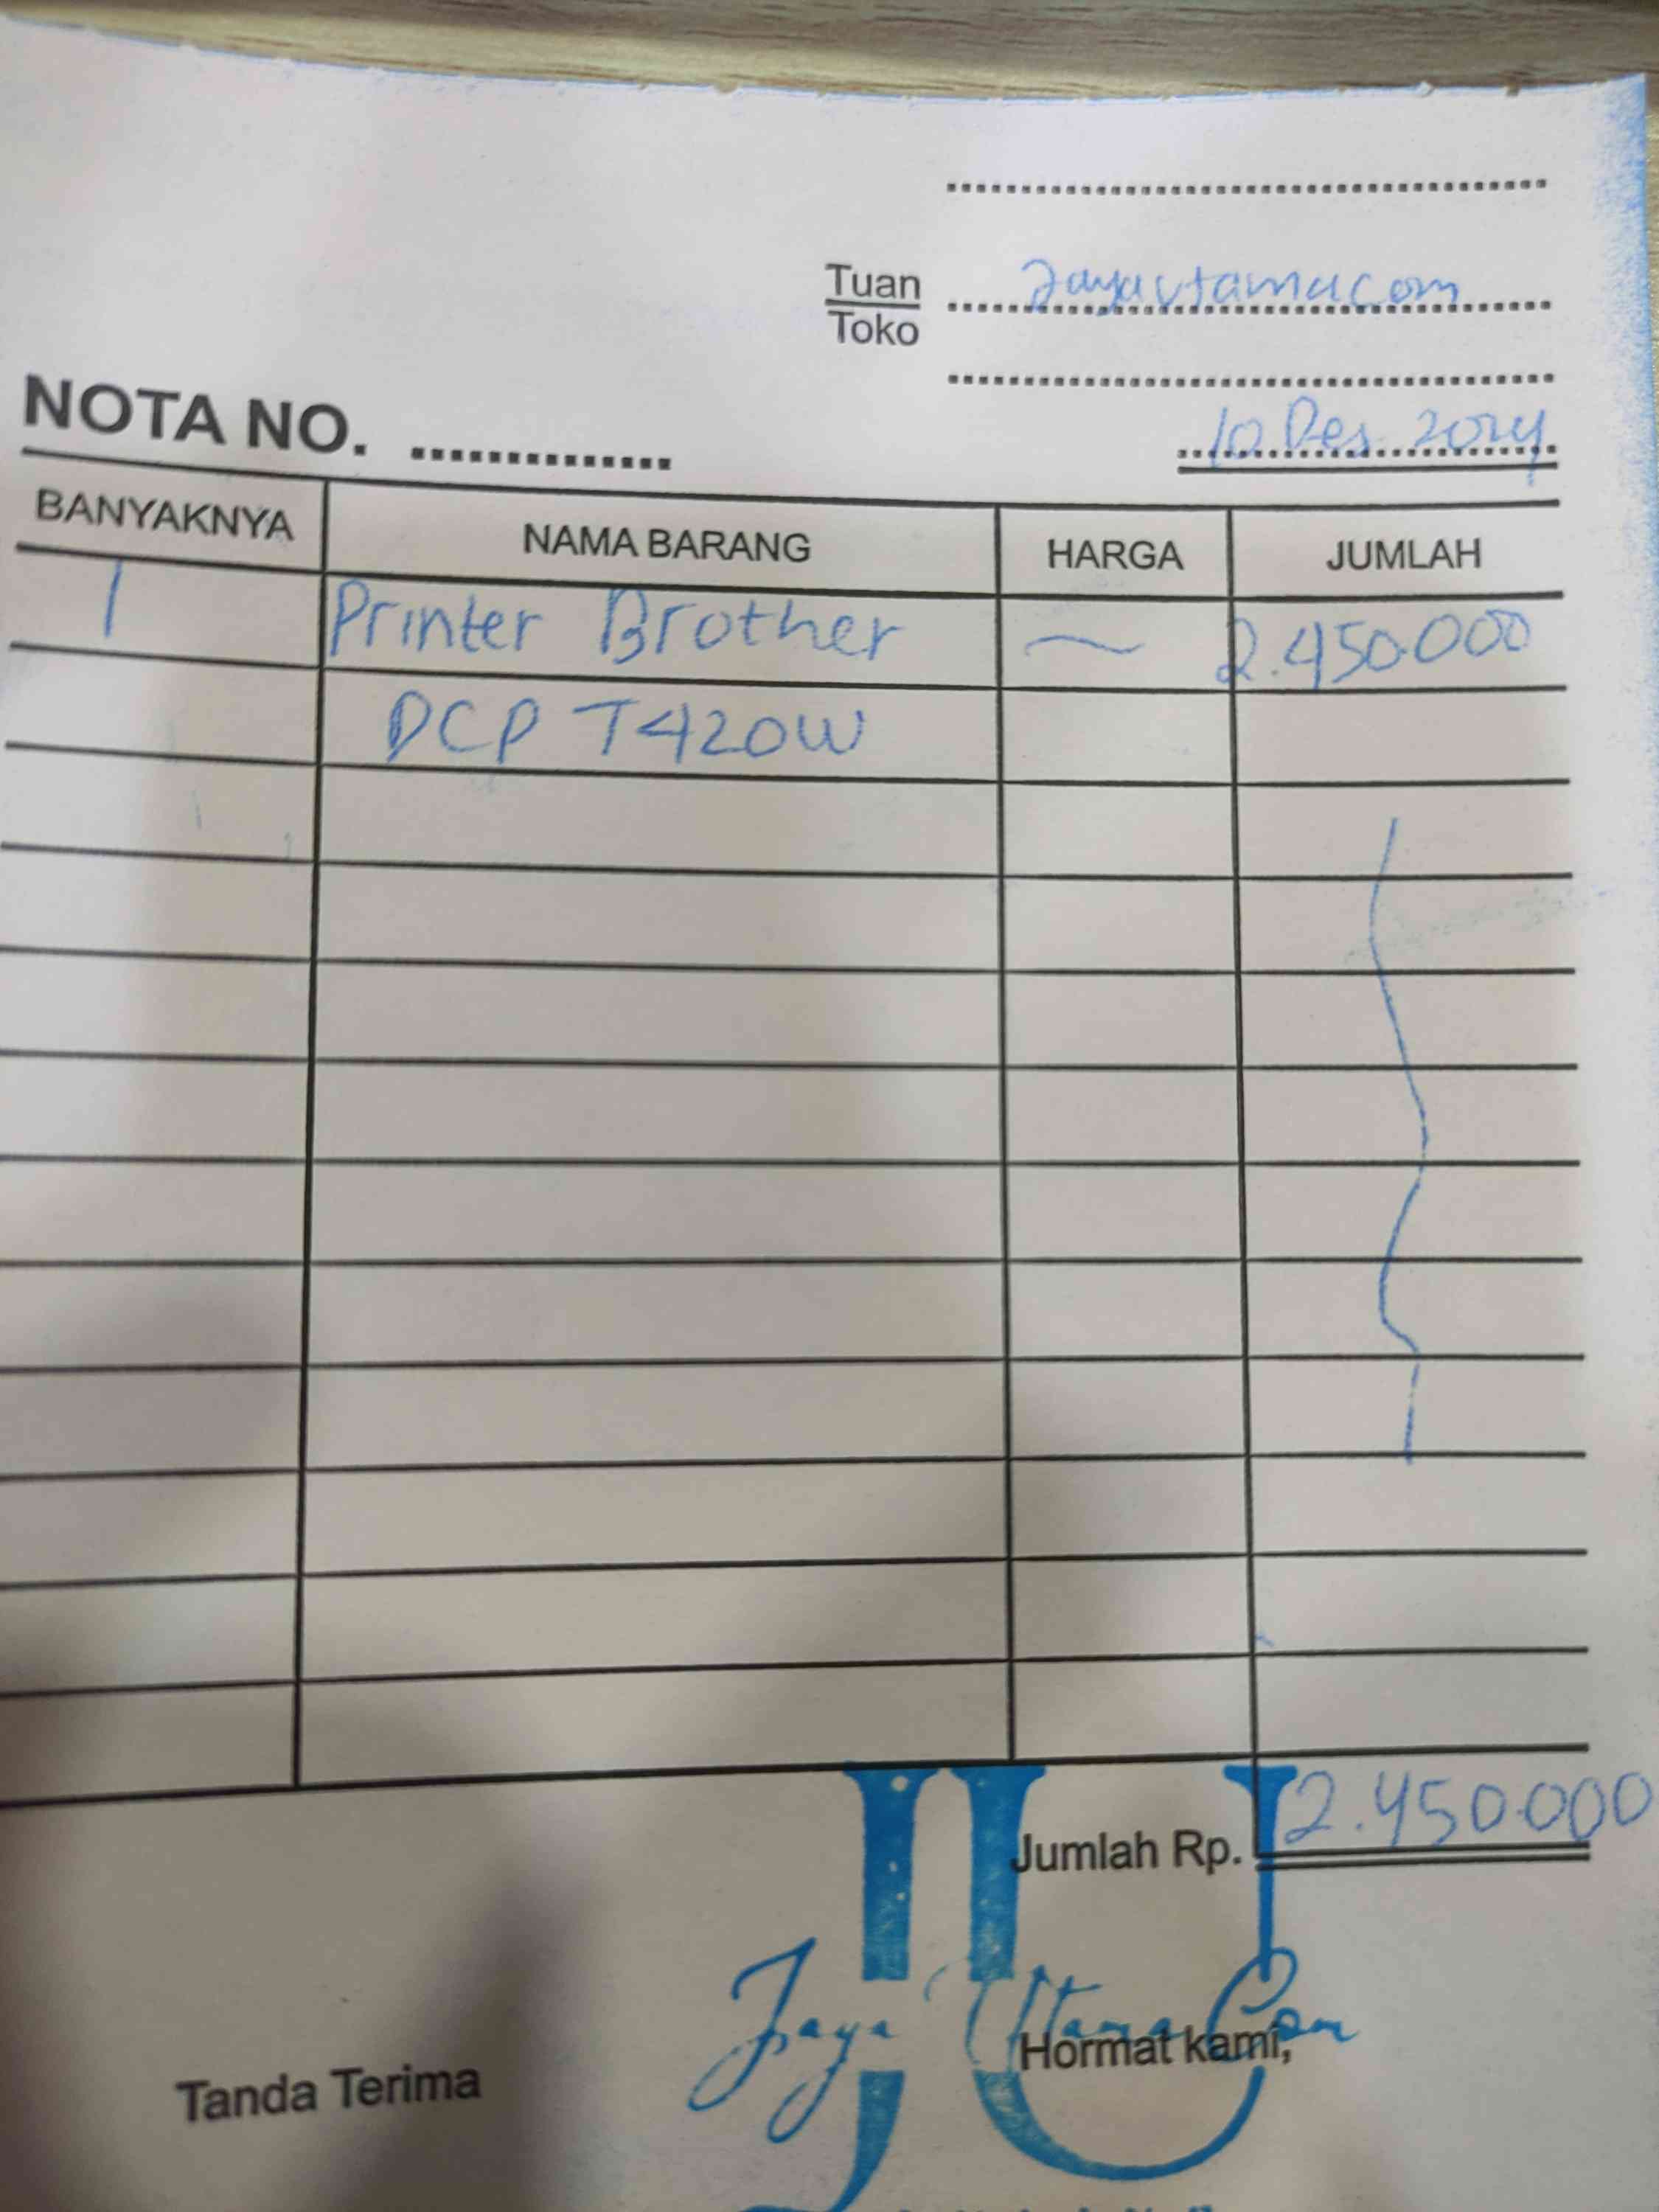 Tuan
Toko
Jayautamacom
NOTA NO. ..............
10 Des 2024
BANYAKNYA NAMA BARANG HARGA JUMLAH
1 Printer Brother 2.450.000
DCP T420W
Jumlah Rp. 2.450.000
JU
Jaya Utama Com
Tanda Terima
Hormat kami,